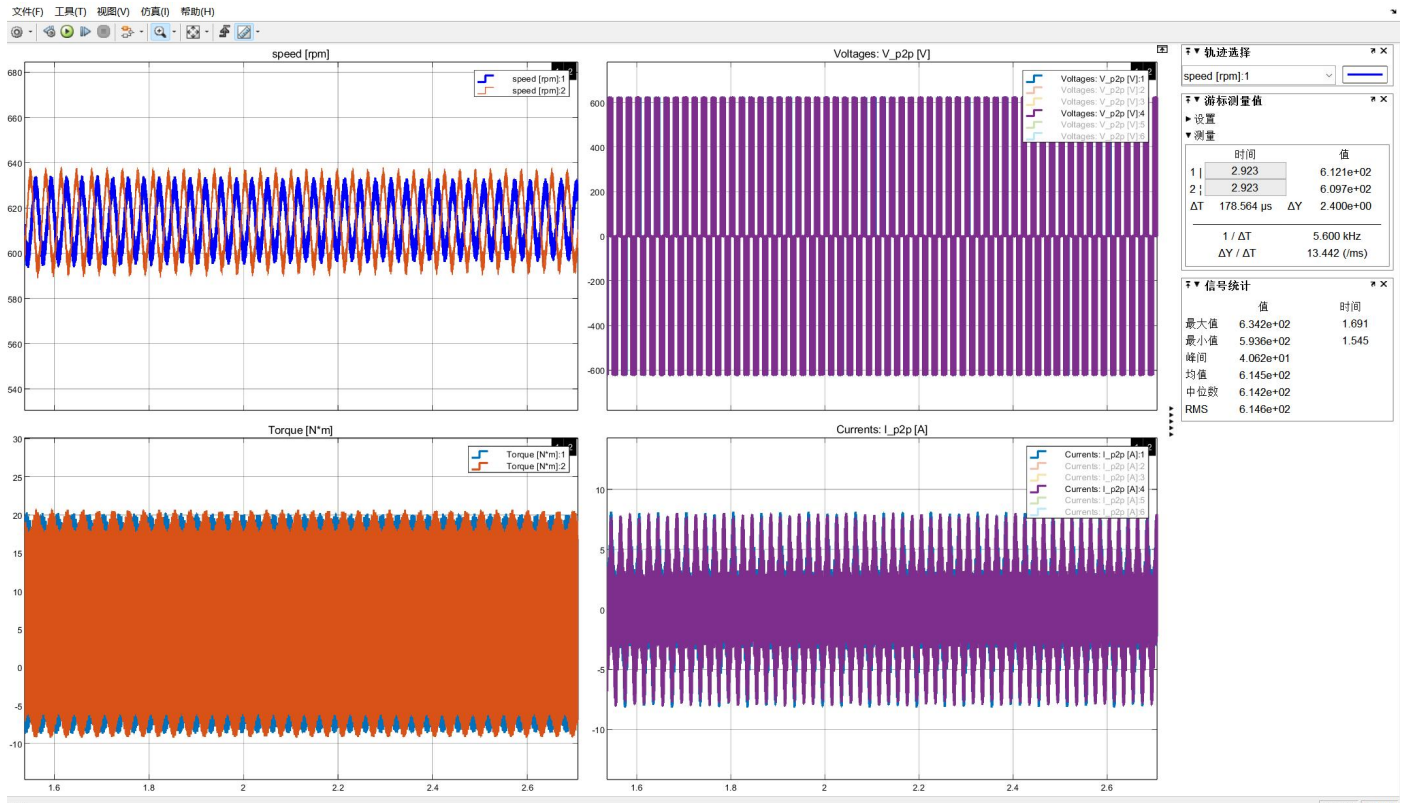 文件(F) 工具(T) 视图(V) 仿真(I) 帮助(H)
speed [rpm]
speed [rpm]:1
speed [rpm]:2
680
660
640
620
600
580
560
540
Voltages: V_p2p [V]
Voltages: V_p2p [V]:1
Voltages: V_p2p [V]:2
Voltages: V_p2p [V]:3
Voltages: V_p2p [V]:4
Voltages: V_p2p [V]:5
Voltages: V_p2p [V]:6
600
400
200
0
-200
-400
-600
Torque [N*m]
Torque [N*m]:1
Torque [N*m]:2
30
25
20
15
10
5
0
-5
-10
1.6 1.8 2 2.2 2.4 2.6
Currents: I_p2p [A]
Currents: I_p2p [A]:1
Currents: I_p2p [A]:2
Currents: I_p2p [A]:3
Currents: I_p2p [A]:4
Currents: I_p2p [A]:5
Currents: I_p2p [A]:6
10
5
0
-5
-10
1.6 1.8 2 2.2 2.4 2.6
轨迹选择
speed [rpm]:1
游标测量值
设置
测量
时间 值
1 | 2.923 6.121e+02
2 ¦ 2.923 6.097e+02
ΔT 178.564 µs ΔY 2.400e+00
1 / ΔT 5.600 kHz
ΔY / ΔT 13.442 (/ms)
信号统计
值 时间
最大值 6.342e+02 1.691
最小值 5.936e+02 1.545
峰间 4.062e+01
均值 6.145e+02
中位数 6.142e+02
RMS 6.146e+02